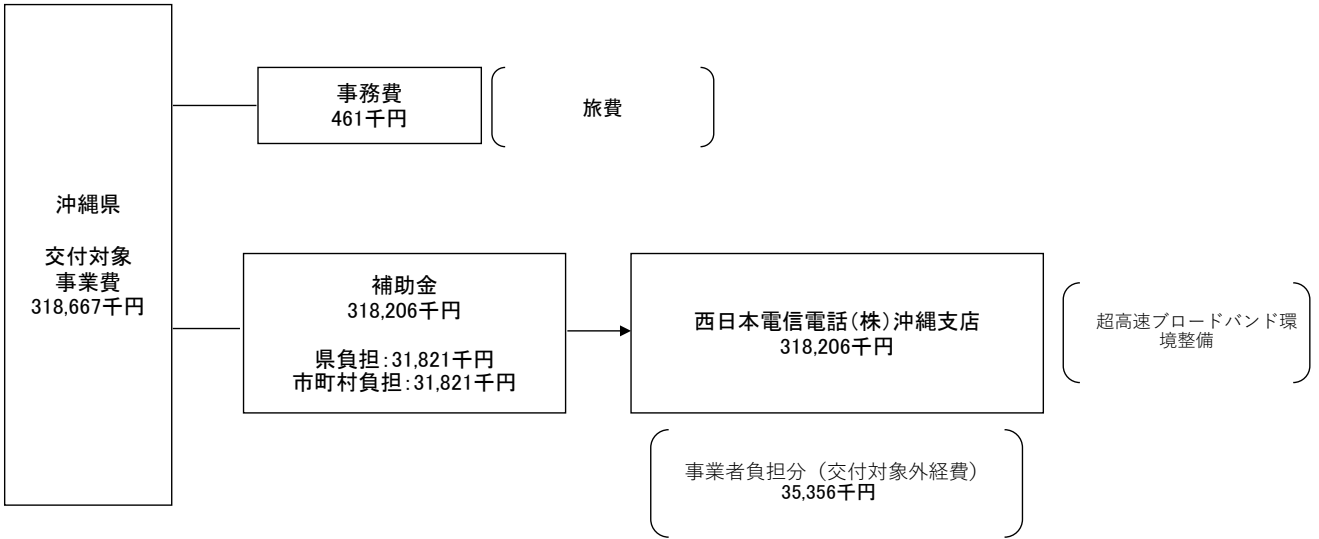 事務費
461千円
旅費
沖縄県
交付対象
事業費
318,667千円
補助金
318,206千円
県負担：31,821千円
市町村負担：31,821千円
西日本電信電話（株）沖縄支店
318,206千円
超高速ブロードバンド環
境整備
事業者負担分（交付対象外経費）
35,356千円